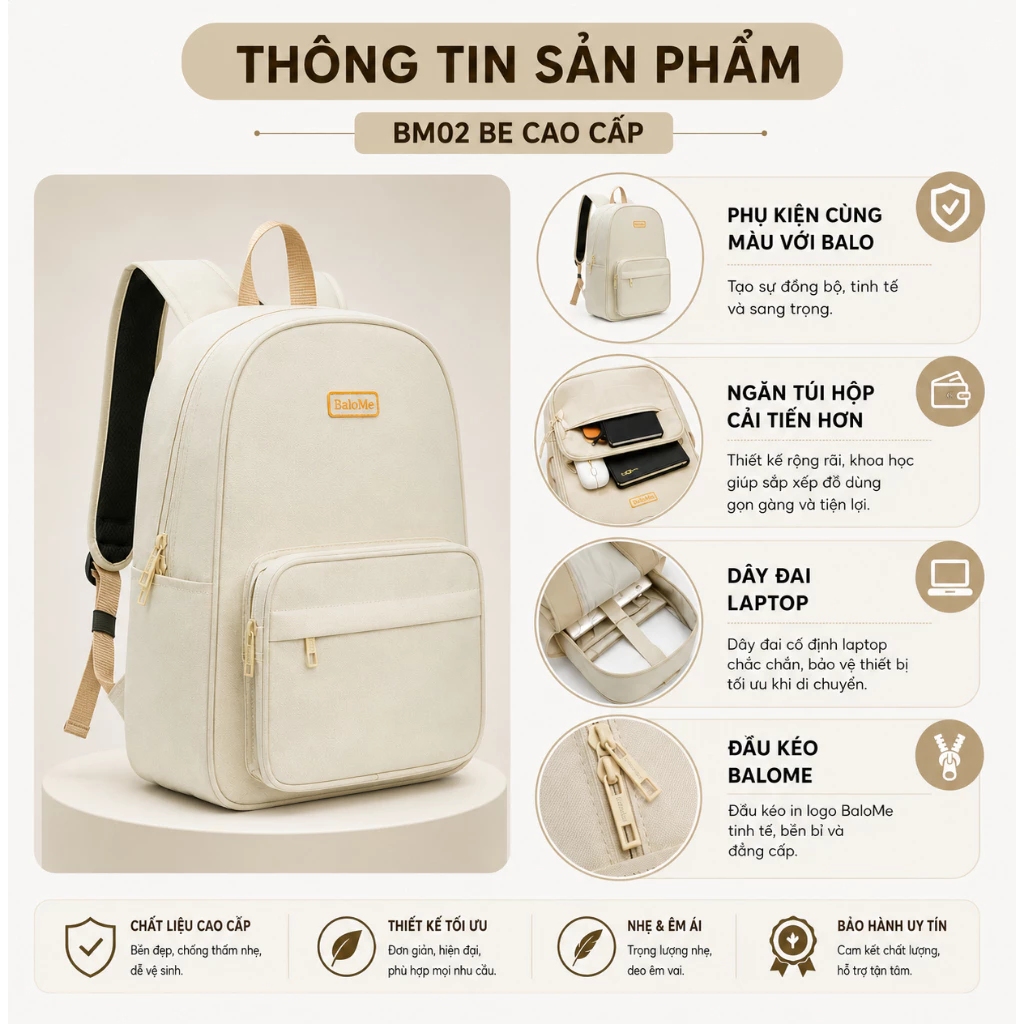 THÔNG TIN SẢN PHẨM
BM02 BE CAO CẤP
BaloMe
PHỤ KIỆN CÙNG
MÀU VỚI BALO
Tạo sự đồng bộ, tinh tế
và sang trọng.
NGĂN TÚI HỘP
CẢI TIẾN HƠN
Thiết kế rộng rãi, khoa học
giúp sắp xếp đồ dùng
gọn gàng và tiện lợi.
BaloMe
DÂY ĐAI
LAPTOP
Dây đai cố định laptop
chắc chắn, bảo vệ thiết bị
tối ưu khi di chuyển.
ĐẦU KÉO
BALOME
Đầu kéo in logo BaloMe
tinh tế, bền bỉ và
đẳng cấp.
CHẤT LIỆU CAO CẤP
Bền đẹp, chống thấm nhẹ,
dễ vệ sinh.
THIẾT KẾ TỐI ƯU
Đơn giản, hiện đại,
phù hợp mọi nhu cầu.
NHẸ & ÊM ÁI
Trọng lượng nhẹ,
đeo êm vai.
BẢO HÀNH UY TÍN
Cam kết chất lượng,
hỗ trợ tận tâm.